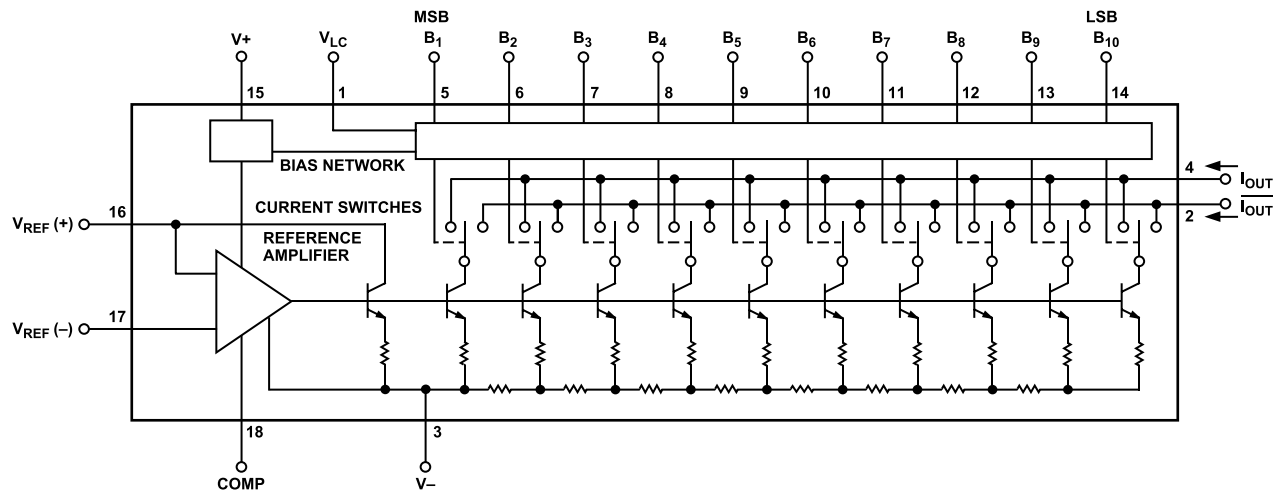 MSB LSB
V+ VLC B1 B2 B3 B4 B5 B6 B7 B8 B9 B10
15 1 5 6 7 8 9 10 11 12 13 14
BIAS NETWORK
4 IOUT
16 VREF (+) CURRENT SWITCHES
2 IOUT
REFERENCE
AMPLIFIER
17 VREF (–)
18 3
COMP V–